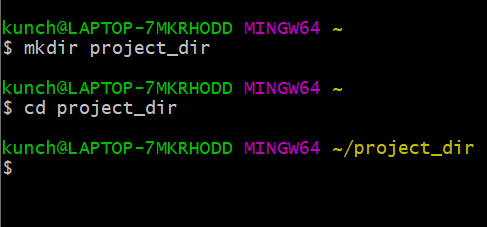 kunch@LAPTOP-7MKRHODD MINGW64 ~
$ mkdir project_dir
kunch@LAPTOP-7MKRHODD MINGW64 ~
$ cd project_dir
kunch@LAPTOP-7MKRHODD MINGW64 ~/project_dir
$